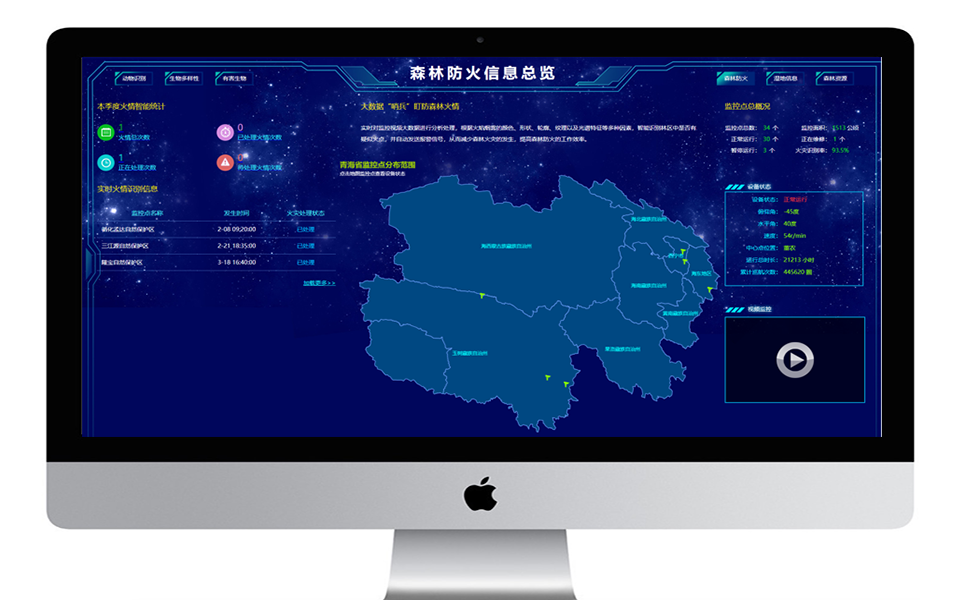 森林防火信息总览
动物识别
生物多样性
有害生物
森林防火
湿地信息
森林资源
本季度火情智能统计
3
火情总次数
0
已处理火情次数
1
正在处理次数
0
待处理火情次数
实时火情识别信息
监控点名称 发生时间 火灾处理状态
循化孟达自然保护区 2-08 09:20:00 已处理
三江源自然保护区 2-21 18:35:00 已处理
隆宝自然保护区 3-18 16:40:00 已处理
加载更多>>
大数据“哨兵”盯防森林火情
实时对监控视频大数据进行分析处理，根据火焰烟雾的颜色、形状、轮廓、纹理以及光谱特征等多种因素，智能识别林区中是否有
疑似火点，并自动发送报警信号，从而减少森林火灾的发生，提高森林防火的工作效率。
青海省监控点分布范围
点击地图监控点查看设备状态
海西蒙古族藏族自治州
海北藏族自治州
西宁市
海东地区
海南藏族自治州
黄南藏族自治州
果洛藏族自治州
玉树藏族自治州
监控点总概况
监控点总数： 34 个
监控面积： 1513 公顷
正常运行： 30 个
正在维修： 1 个
暂停运行： 3 个
火灾识别率： 93.5%
设备状态
设备状态： 正常运行
俯仰角： -45度
水平角： 40度
速度： 54r/min
中心点位置：
运行总时长： 21213 小时
累计巡航次数： 445620 圈
视频监控